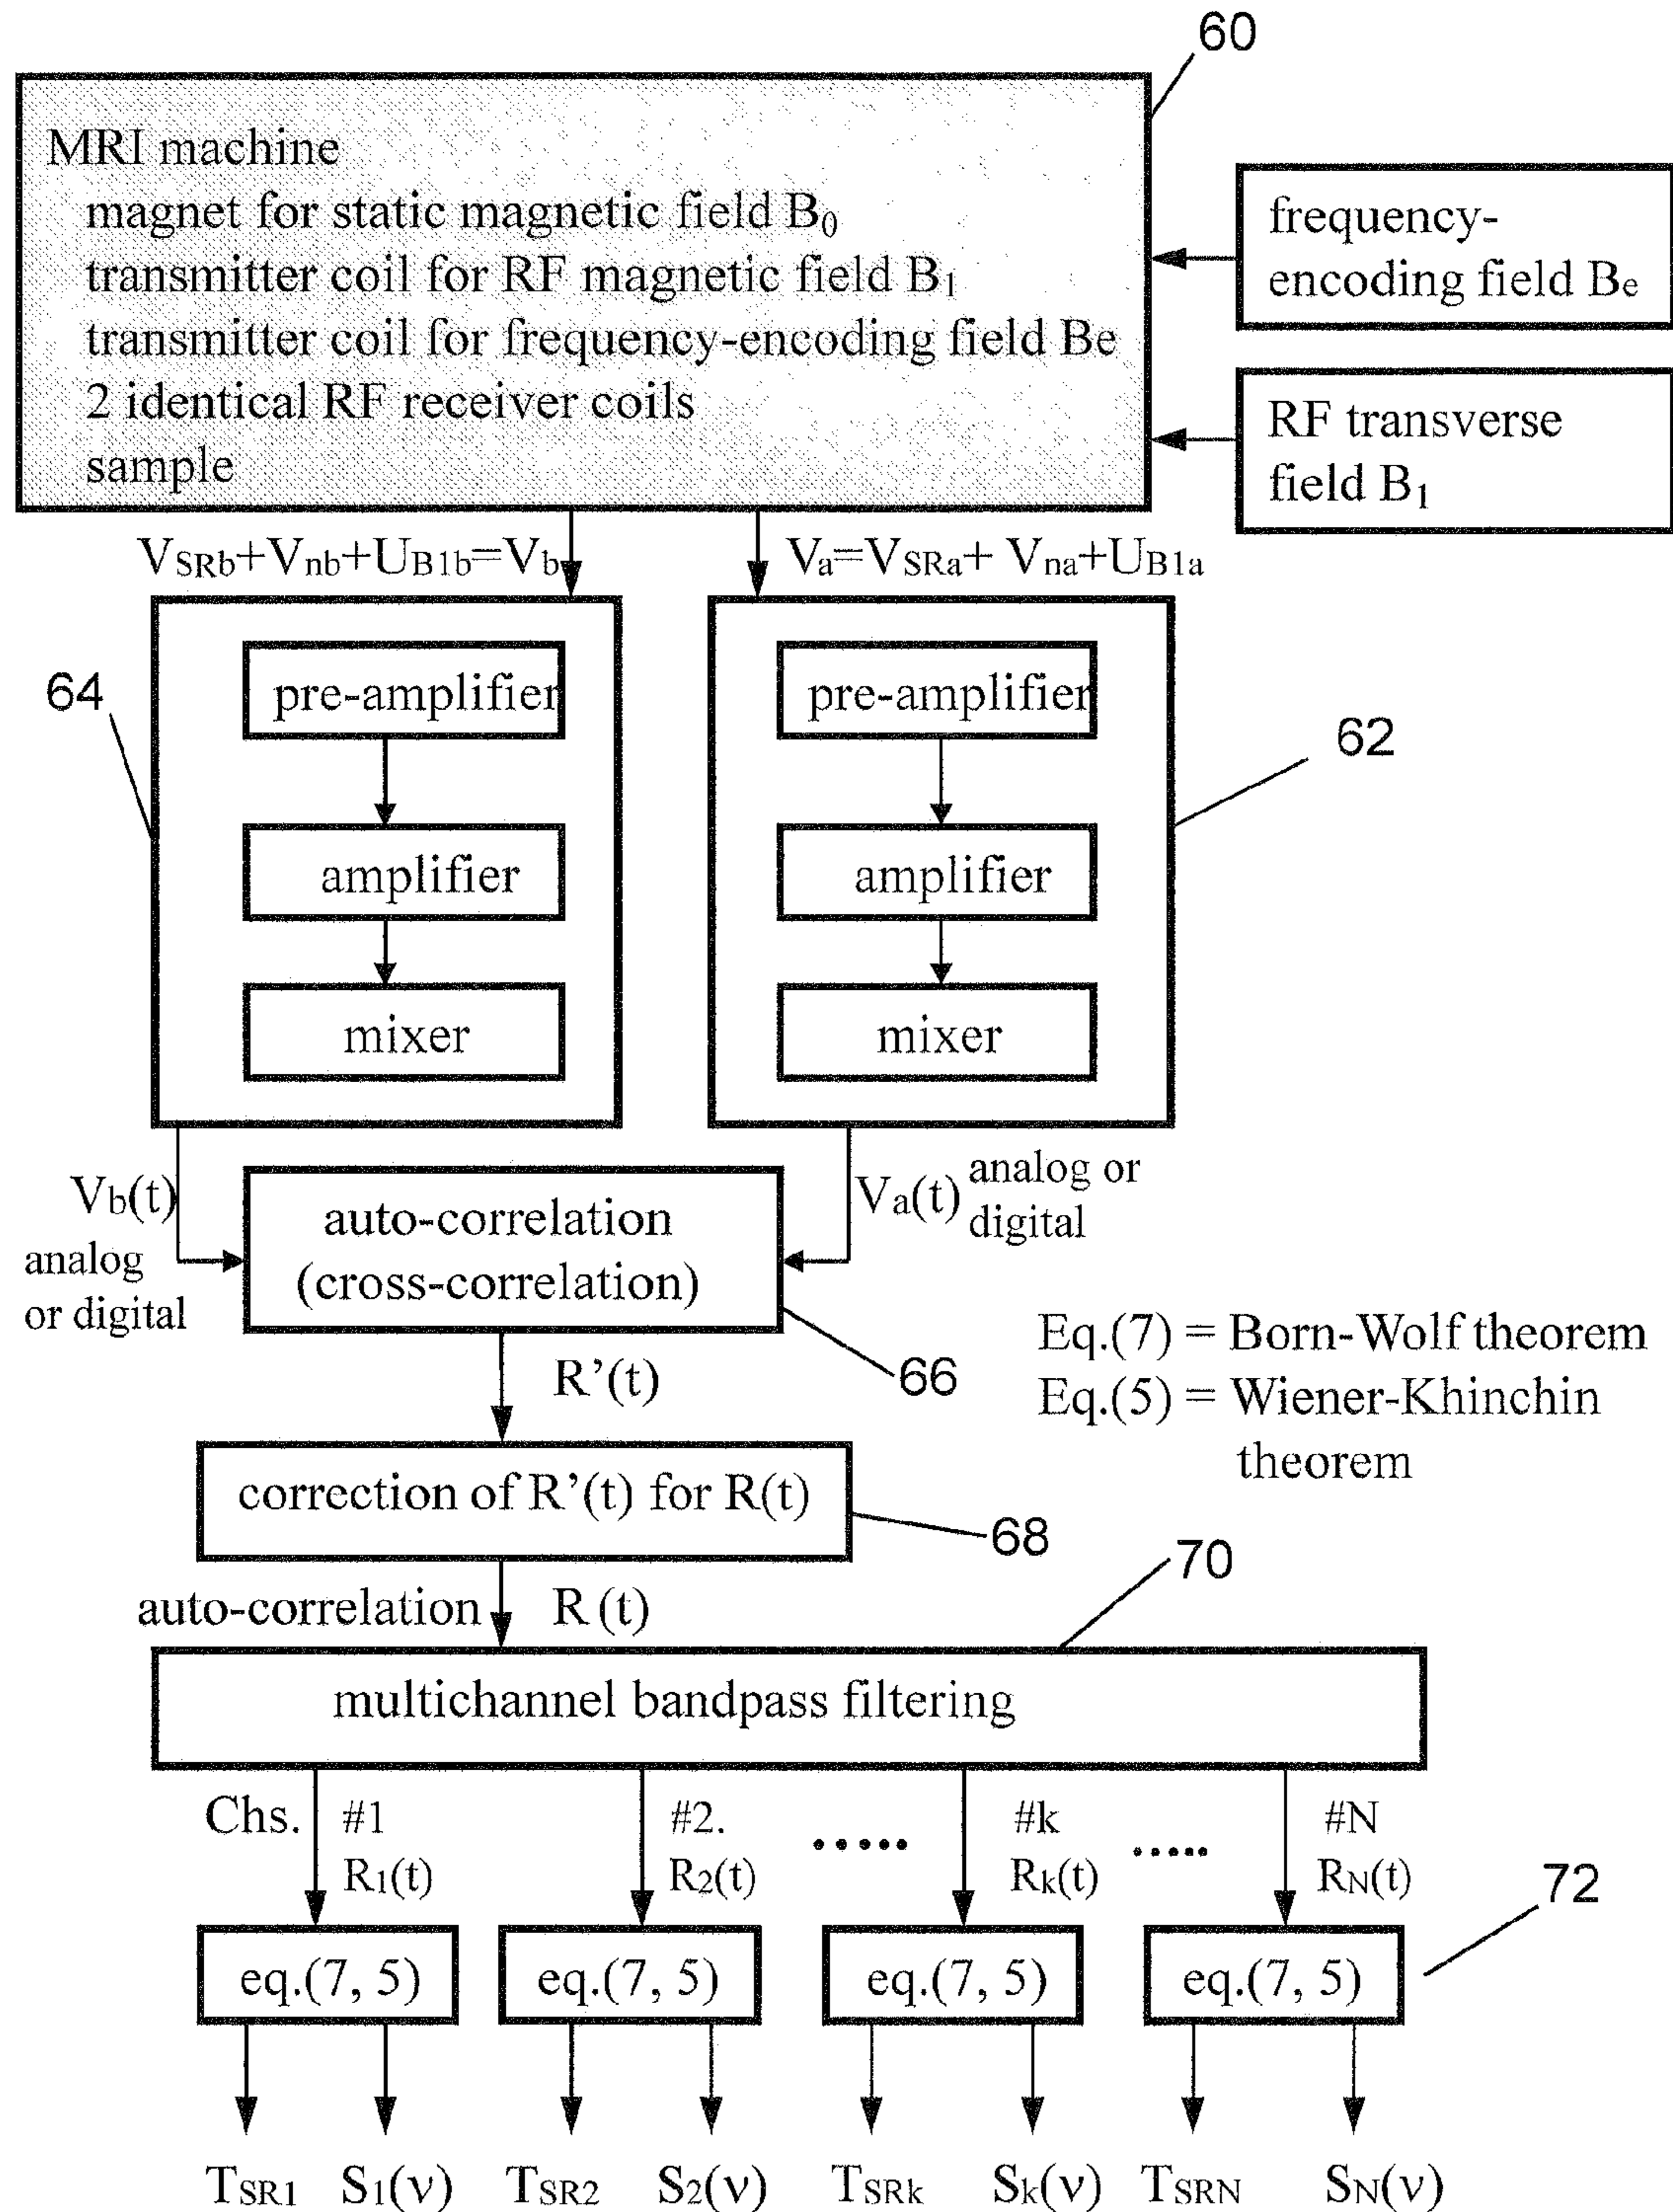 60
MRI machine
magnet for static magnetic field B0
transmitter coil for RF magnetic field B1
transmitter coil for frequency-encoding field Be
2 identical RF receiver coils
sample
frequency-
encoding field Be
RF transverse
field B1
VSRb+Vnb+UB1b=Vb
Va=VSRa+ Vna+UB1a
64
pre-amplifier
amplifier
mixer
pre-amplifier
amplifier
mixer
62
Vb(t)
analog
or digital
auto-correlation
(cross-correlation)
Va(t) analog or
digital
66
R’(t)
Eq.(7) = Born-Wolf theorem
Eq.(5) = Wiener-Khinchin
theorem
correction of R’(t) for R(t)
68
auto-correlation R (t)
70
multichannel bandpass filtering
Chs. #1 #2. ..... #k ..... #N
R1(t) R2(t) Rk(t) RN(t)
72
eq.(7, 5) eq.(7, 5) eq.(7, 5) eq.(7, 5)
TSR1 S1(ν) TSR2 S2(ν) TSRk Sk(ν) TSRN SN(ν)